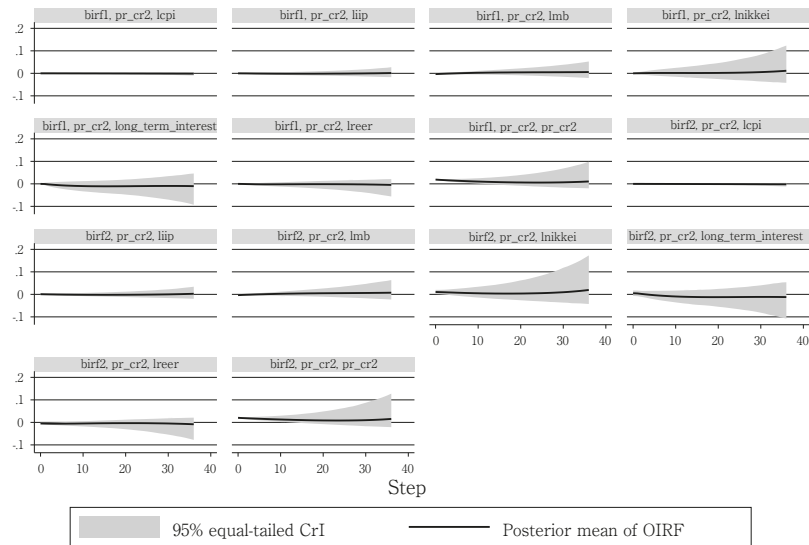 birf1, pr_cr2, lcpi
birf1, pr_cr2, liip
birf1, pr_cr2, lmb
birf1, pr_cr2, lnikkei
.2
.1
0
-.1
birf1, pr_cr2, long_term_interest
birf1, pr_cr2, lreer
birf1, pr_cr2, pr_cr2
birf2, pr_cr2, lcpi
.2
.1
0
-.1
birf2, pr_cr2, liip
birf2, pr_cr2, lmb
birf2, pr_cr2, lnikkei
birf2, pr_cr2, long_term_interest
.2
.1
0
-.1
0 10 20 30 40 0 10 20 30 40
birf2, pr_cr2, lreer
birf2, pr_cr2, pr_cr2
.2
.1
0
-.1
0 10 20 30 40 0 10 20 30 40
Step
95% equal-tailed CrI Posterior mean of OIRF